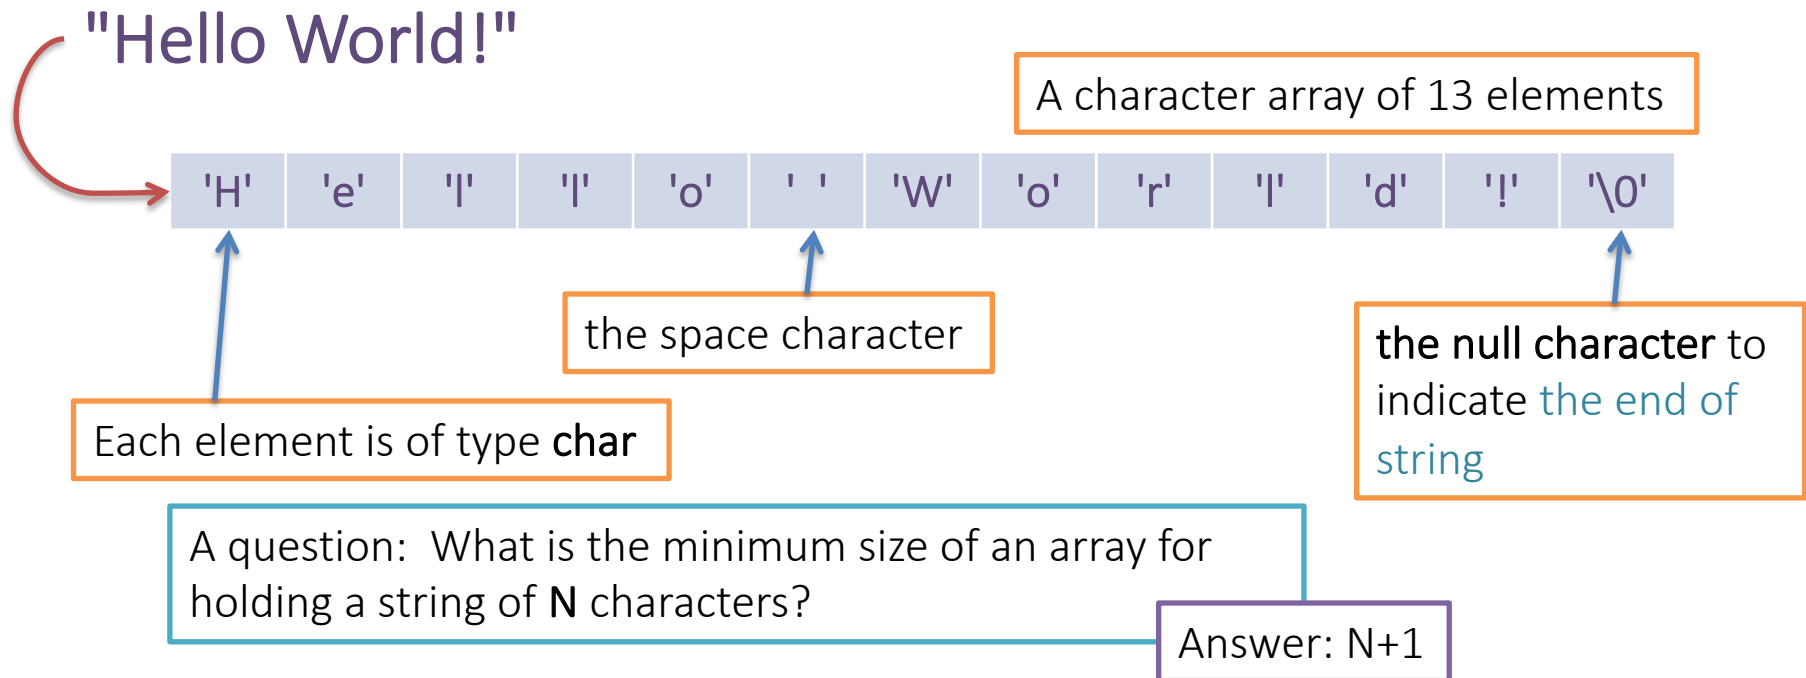 "Hello World!"
A character array of 13 elements
'H' 'e' 'l' 'l' 'o' ' ' 'W' 'o' 'r' 'l' 'd' '!' '\0'
the space character
the null character to
indicate the end of
string
Each element is of type char
A question:  What is the minimum size of an array for
holding a string of N characters?
Answer: N+1